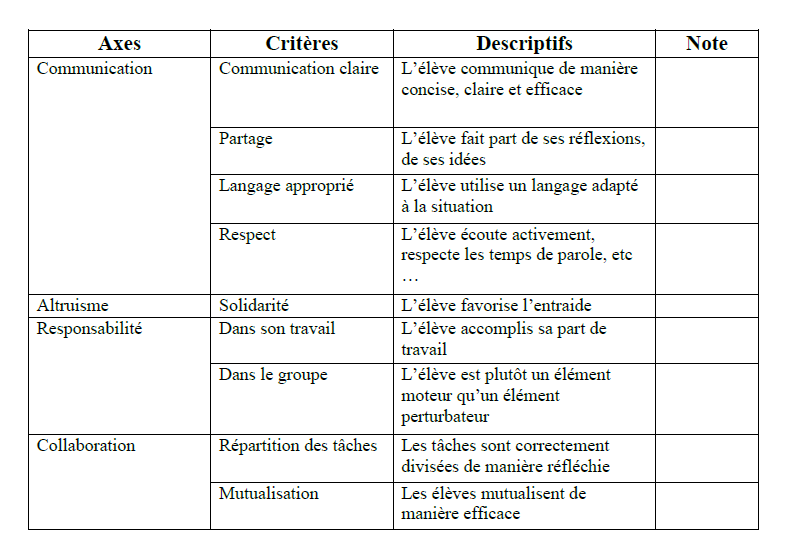 Axes Critères Descriptifs Note
Communication Communication claire L'élève communique de manière
concise, claire et efficace
Partage L'élève fait part de ses réflexions,
de ses idées
Langage approprié L'élève utilise un langage adapté
à la situation
Respect L'élève écoute activement,
respecte les temps de parole, etc
…
Altruisme Solidarité L'élève favorise l'entraide
Responsabilité Dans son travail L'élève accomplis sa part de
travail
Dans le groupe L'élève est plutôt un élément
moteur qu'un élément
perturbateur
Collaboration Répartition des tâches Les tâches sont correctement
divisées de manière réfléchie
Mutualisation Les élèves mutualisent de
manière efficace